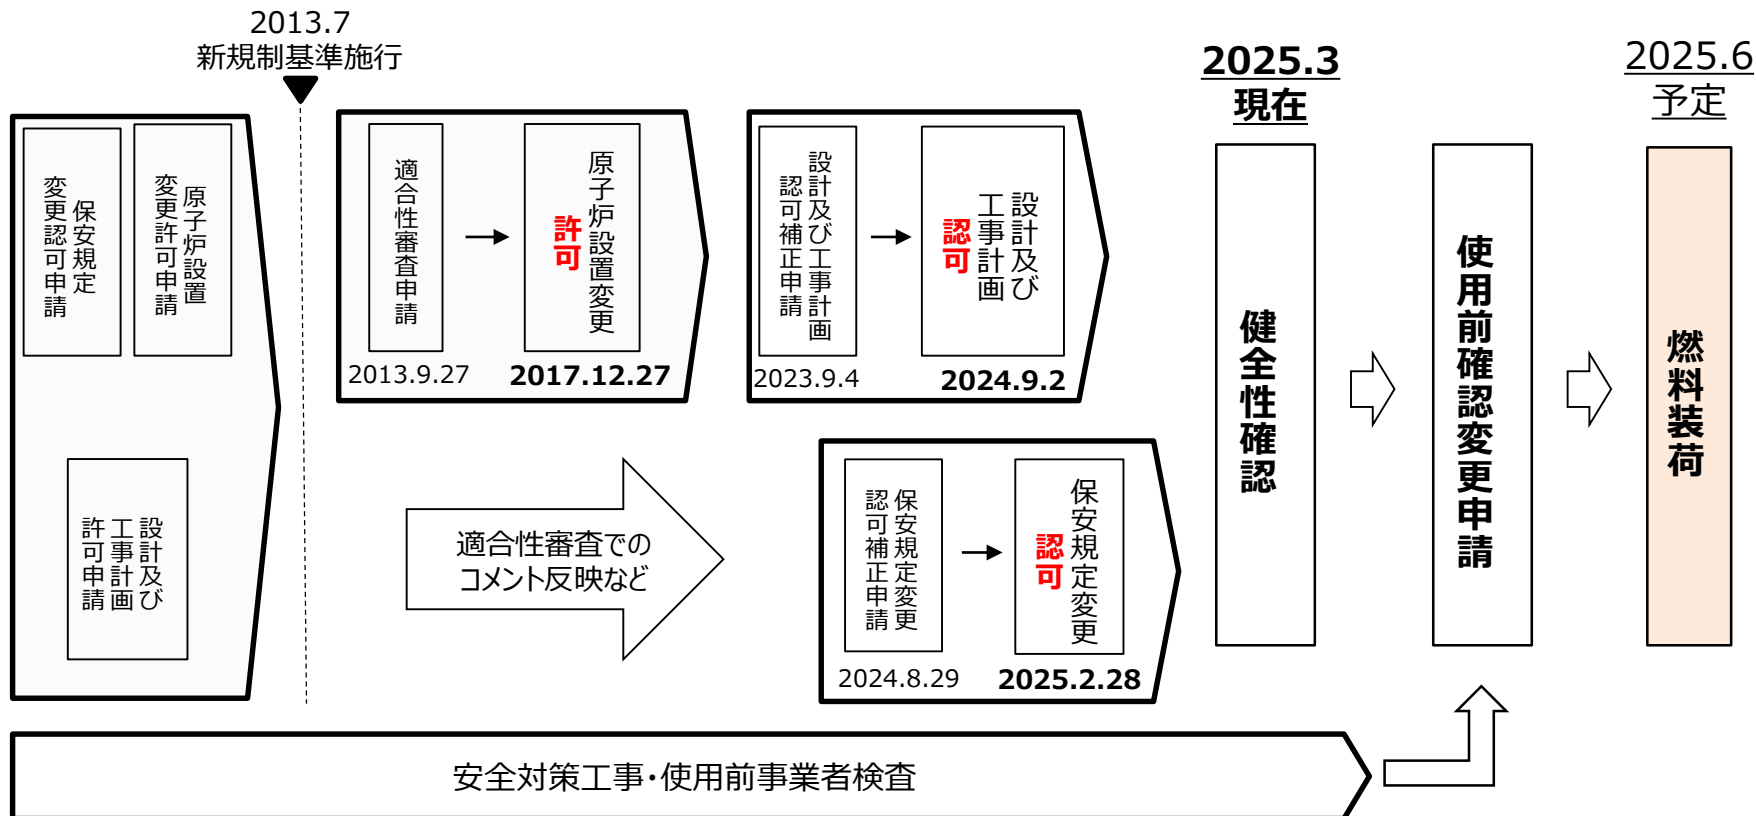 2013.7
新規制基準施行
2025.3
現在
2025.6
予定
保安規定
変更認可申請
原子炉設置
変更許可申請
設計及び
工事計画
許可申請
適合性審査申請
2013.9.27
原子炉設置変更
許可
2017.12.27
設計及び工事計画
認可補正申請
2023.9.4
設計及び
工事計画
認可
2024.9.2
適合性審査での
コメント反映など
保安規定変更
認可補正申請
2024.8.29
保安規定変更
認可
2025.2.28
健全性確認
使用前確認変更申請
燃料装荷
安全対策工事・使用前事業者検査